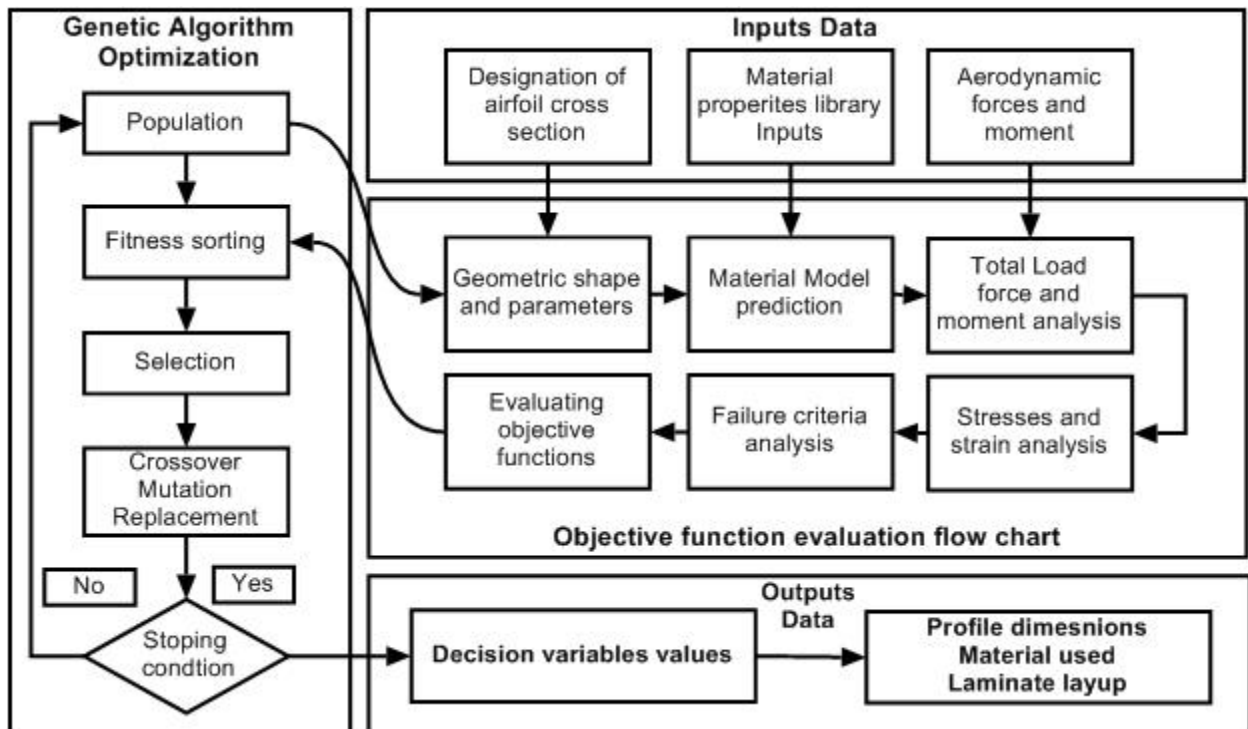 Genetic Algorithm
Optimization
Population
Fitness sorting
Selection
Crossover
Mutation
Replacement
No
Yes
Stoping
condtion
Inputs Data
Designation of
airfoil cross
section
Material
properites library
Inputs
Aerodynamic
forces and
moment
Geometric shape
and parameters
Material Model
prediction
Total Load
force and
moment analysis
Evaluating
objective
functions
Failure criteria
analysis
Stresses and
strain analysis
Objective function evaluation flow chart
Outputs
Data
Decision variables values
Profile dimesnions
Material used
Laminate layup